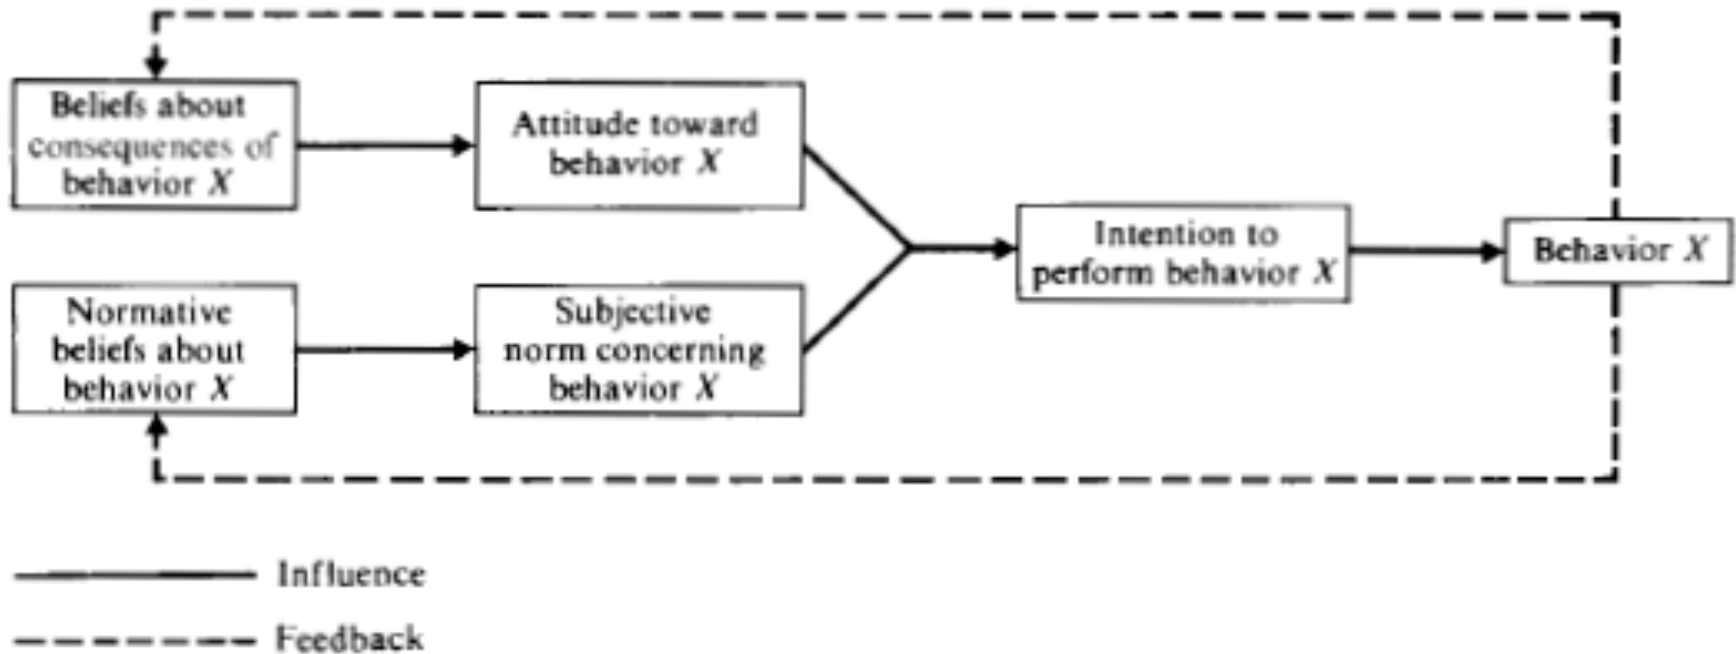 Beliefs about
consequences of
behavior X
Attitude toward
behavior X
Normative
beliefs about
behavior X
Subjective
norm concerning
behavior X
Intention to
perform behavior X
Behavior X
Influence
Feedback